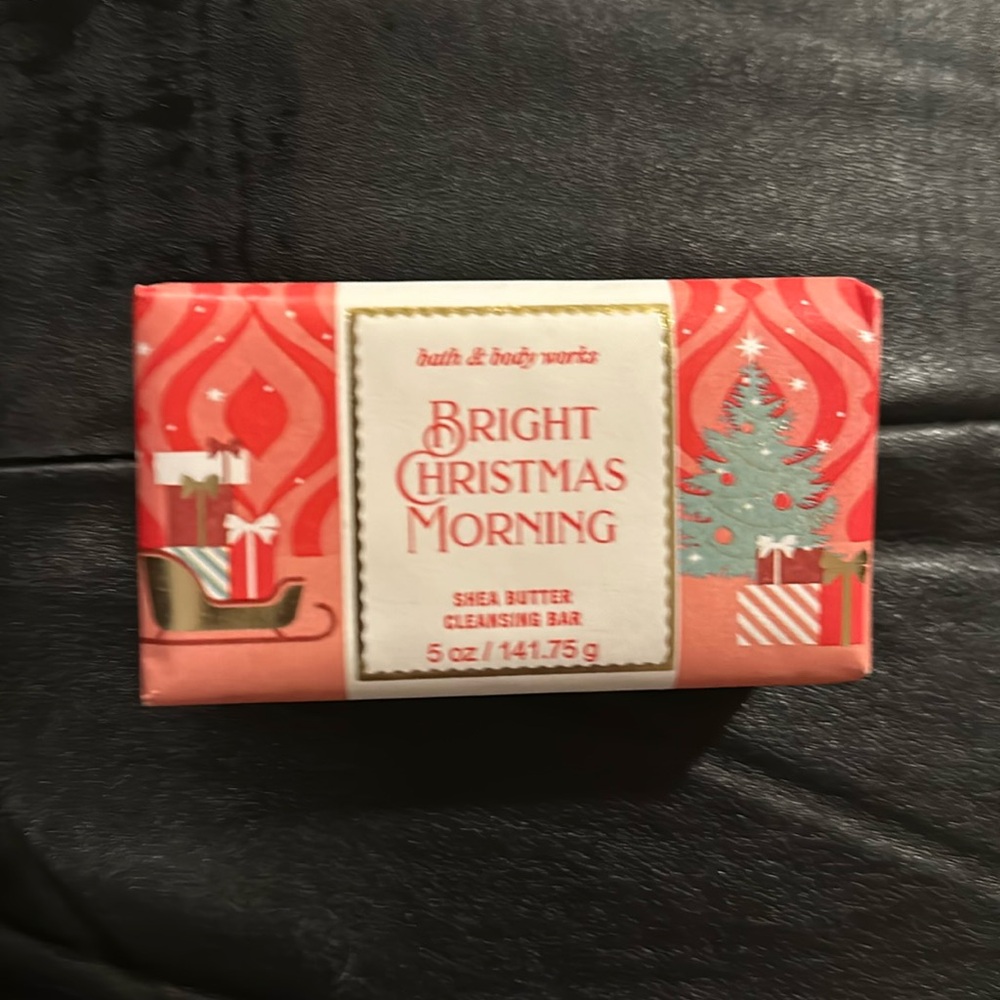 bath & body works
BRIGHT
CHRISTMAS
MORNING
SHEA BUTTER
CLEANSING BAR
5 oz / 141.75 g